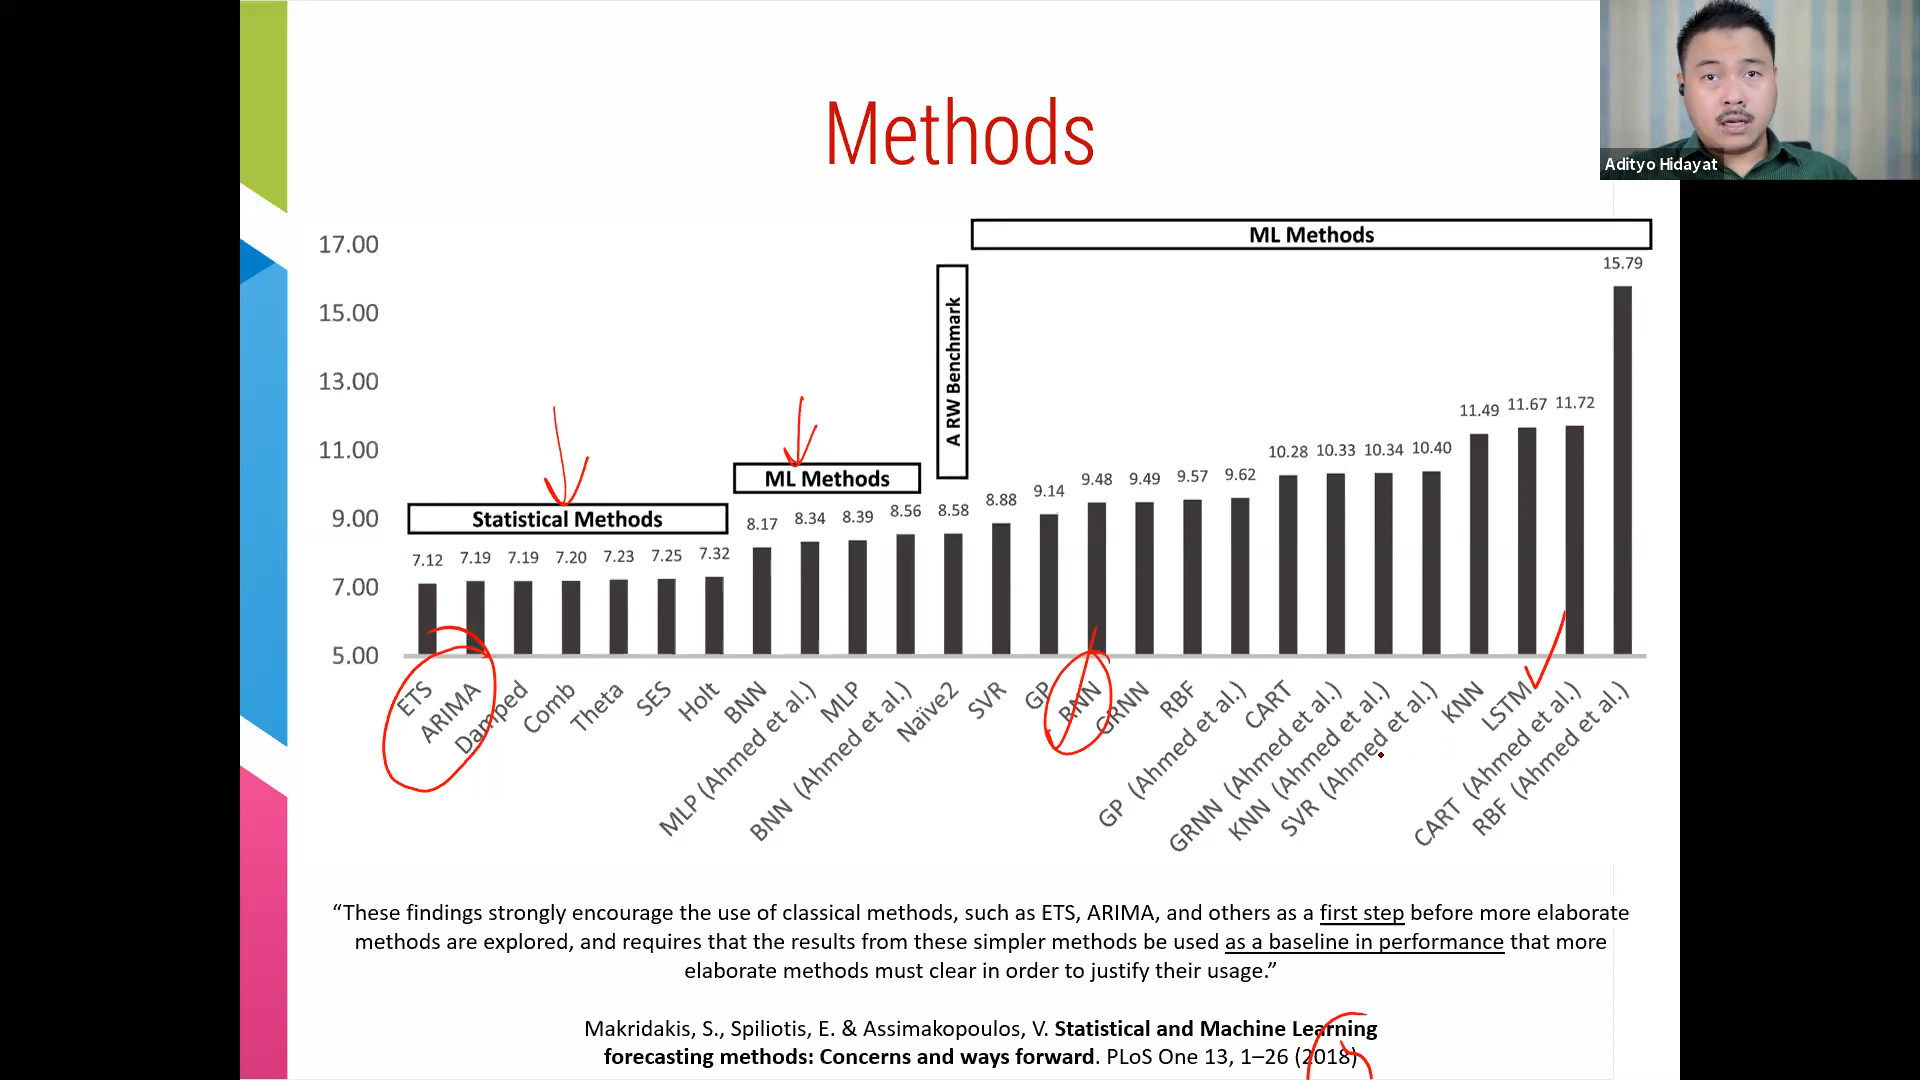 Methods
Adityo Hidayat
ML Methods
17.00
15.00
13.00
11.00
9.00
7.00
5.00
A RW Benchmark
ML Methods
Statistical Methods
7.12 7.19 7.19 7.20 7.23 7.25 7.32 8.17 8.34 8.39 8.56 8.58 8.88 9.14 9.48 9.49 9.57 9.62 10.28 10.33 10.34 10.40 11.49 11.67 11.72 15.79
ETS
ARIMA
Damped
Comb
Theta
SES
Holt
BNN
MLP (Ahmed et al.)
MLP
BNN (Ahmed et al.)
Naïve2
SVR
GP
RNN
GRNN
RBF
GP (Ahmed et al.)
CART
GRNN (Ahmed et al.)
KNN (Ahmed et al.)
SVR (Ahmed et al.)
KNN
LSTM
CART (Ahmed et al.)
RBF (Ahmed et al.)
“These findings strongly encourage the use of classical methods, such as ETS, ARIMA, and others as a first step before more elaborate
methods are explored, and requires that the results from these simpler methods be used as a baseline in performance that more
elaborate methods must clear in order to justify their usage.”
Makridakis, S., Spiliotis, E. & Assimakopoulos, V. Statistical and Machine Learning
forecasting methods: Concerns and ways forward. PLoS One 13, 1–26 (2018)